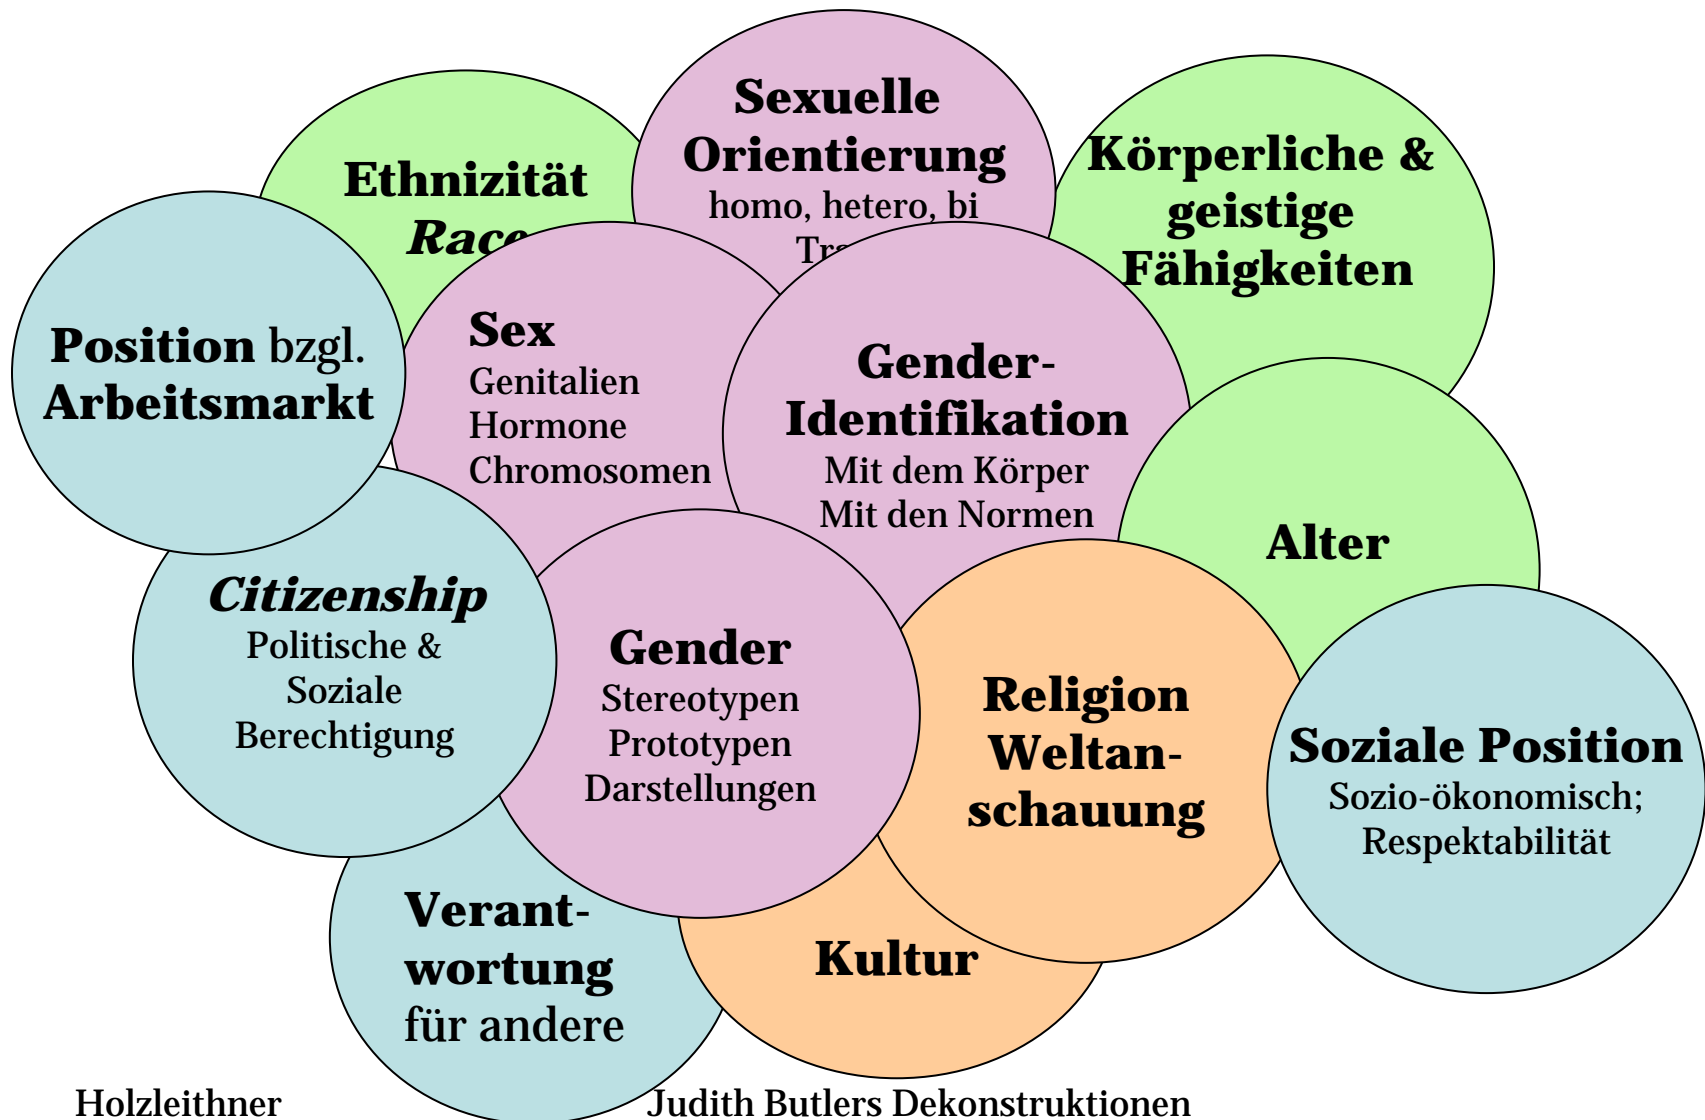 Sexuelle
Orientierung
homo, hetero, bi
Ethnizität
Race
Körperliche &
geistige
Fähigkeiten
Position bzgl.
Arbeitsmarkt
Sex
Genitalien
Hormone
Chromosomen
Gender-
Identifikation
Mit dem Körper
Mit den Normen
Alter
Citizenship
Politische &
Soziale
Berechtigung
Gender
Stereotypen
Prototypen
Darstellungen
Religion
Weltan-
schauung
Soziale Position
Sozio-ökonomisch;
Respektabilität
Verant-
wortung
für andere
Kultur
Holzleithner
Judith Butlers Dekonstruktionen